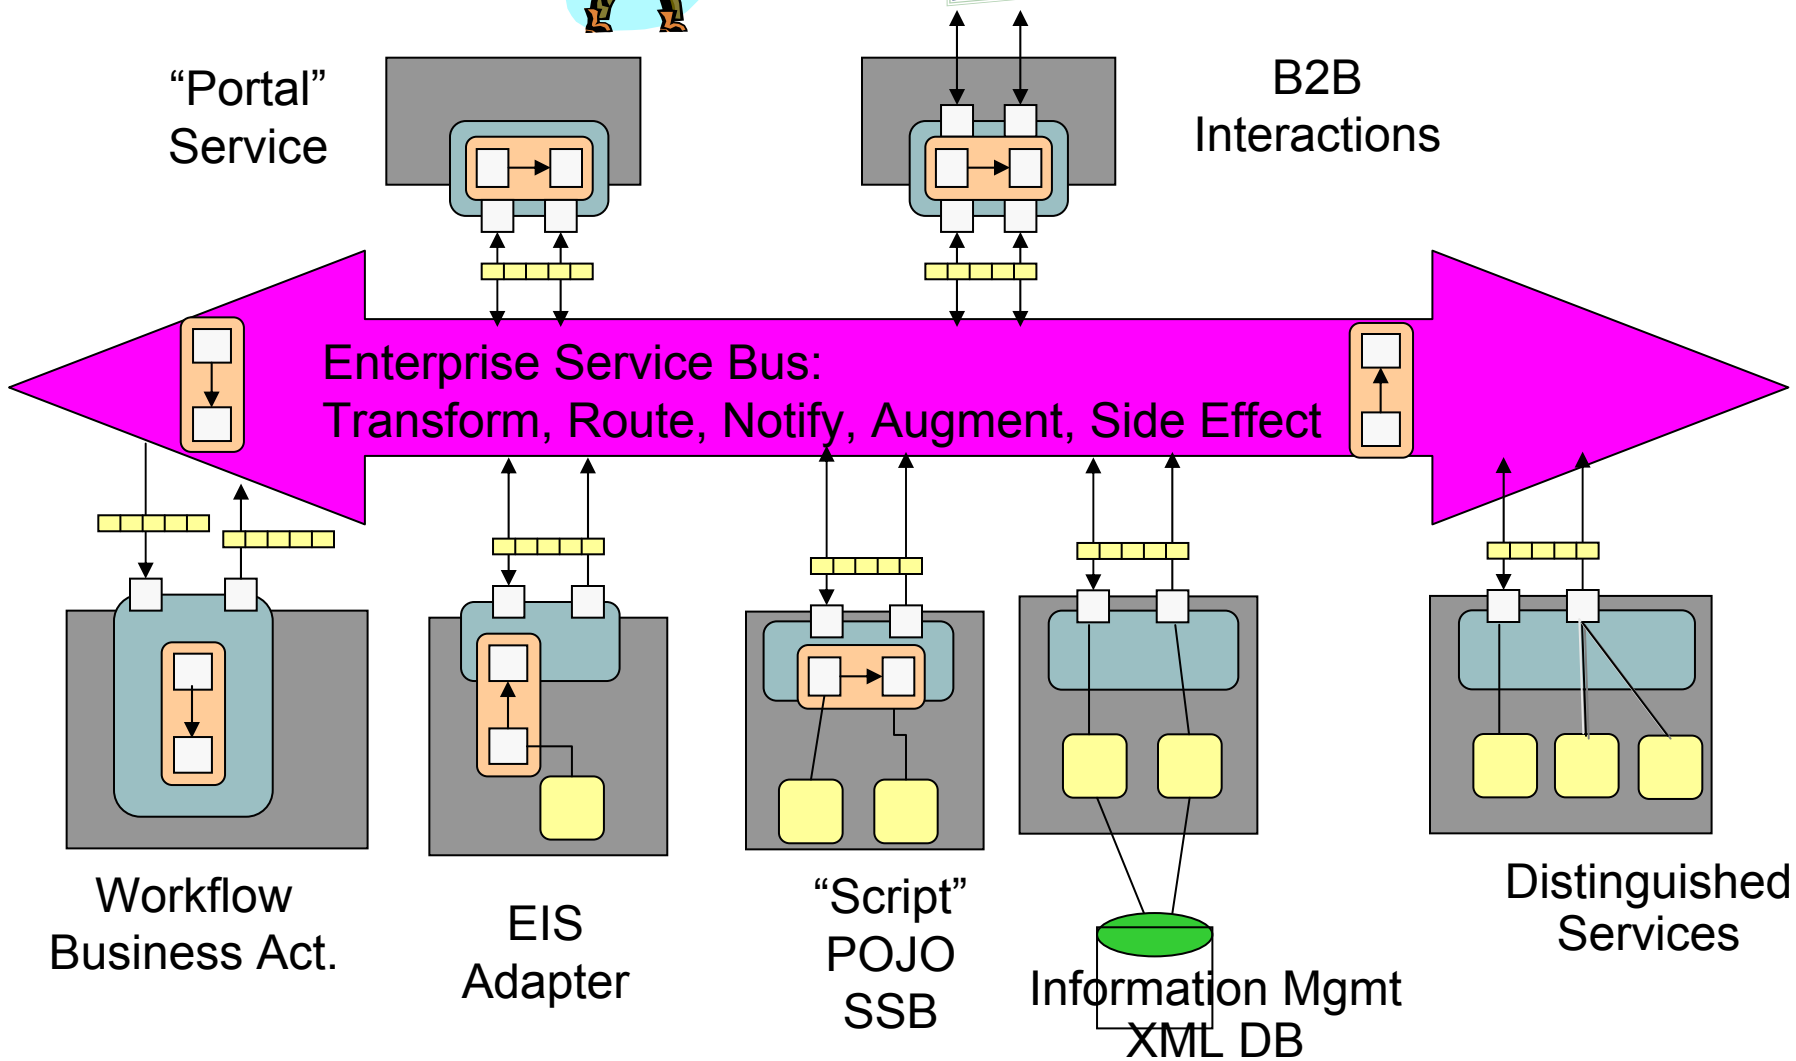 “Portal”
Service
B2B
Interactions
Enterprise Service Bus:
Transform, Route, Notify, Augment, Side Effect
Workflow
Business Act.
EIS
Adapter
“Script”
POJO
SSB
Information Mgmt
XML DB
Distinguished
Services